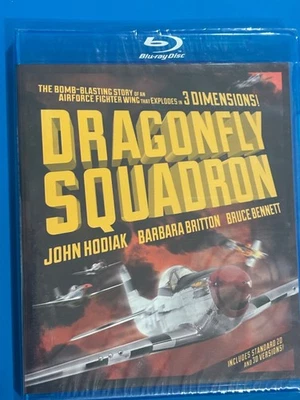 Blu-ray Disc
THE BOMB-BLASTING STORY OF AN
AIRFORCE FIGHTER WING THAT EXPLODES IN 3 DIMENSIONS!
DRAGONFLY
SQUADRON
JOHN HODIAK BARBARA BRITTON BRUCE BENNETT
INCLUDES STANDARD 2D
AND 3D VERSIONS!